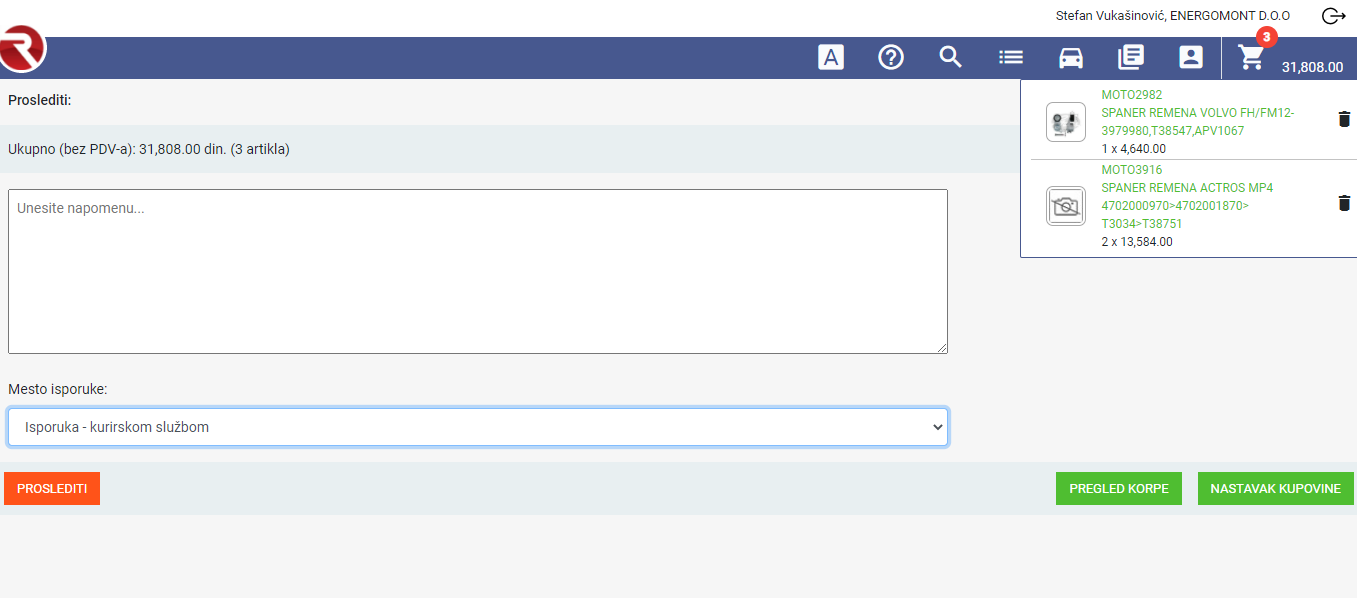 Stefan Vukašinović, ENERGOMONT D.O.O
A
3
31,808.00
Proslediti:
Ukupno (bez PDV-a): 31,808.00 din. (3 artikla)
MOTO2982
SPANER REMENA VOLVO FH/FM12-
3979980,T38547,APV1067
1 x 4,640.00
MOTO3916
SPANER REMENA ACTROS MP4
4702000970>4702001870>
T3034>T38751
2 x 13,584.00
Unesite napomenu...
Mesto isporuke:
Isporuka - kurirskom službom
PROSLEDITI
PREGLED KORPE
NASTAVAK KUPOVINE